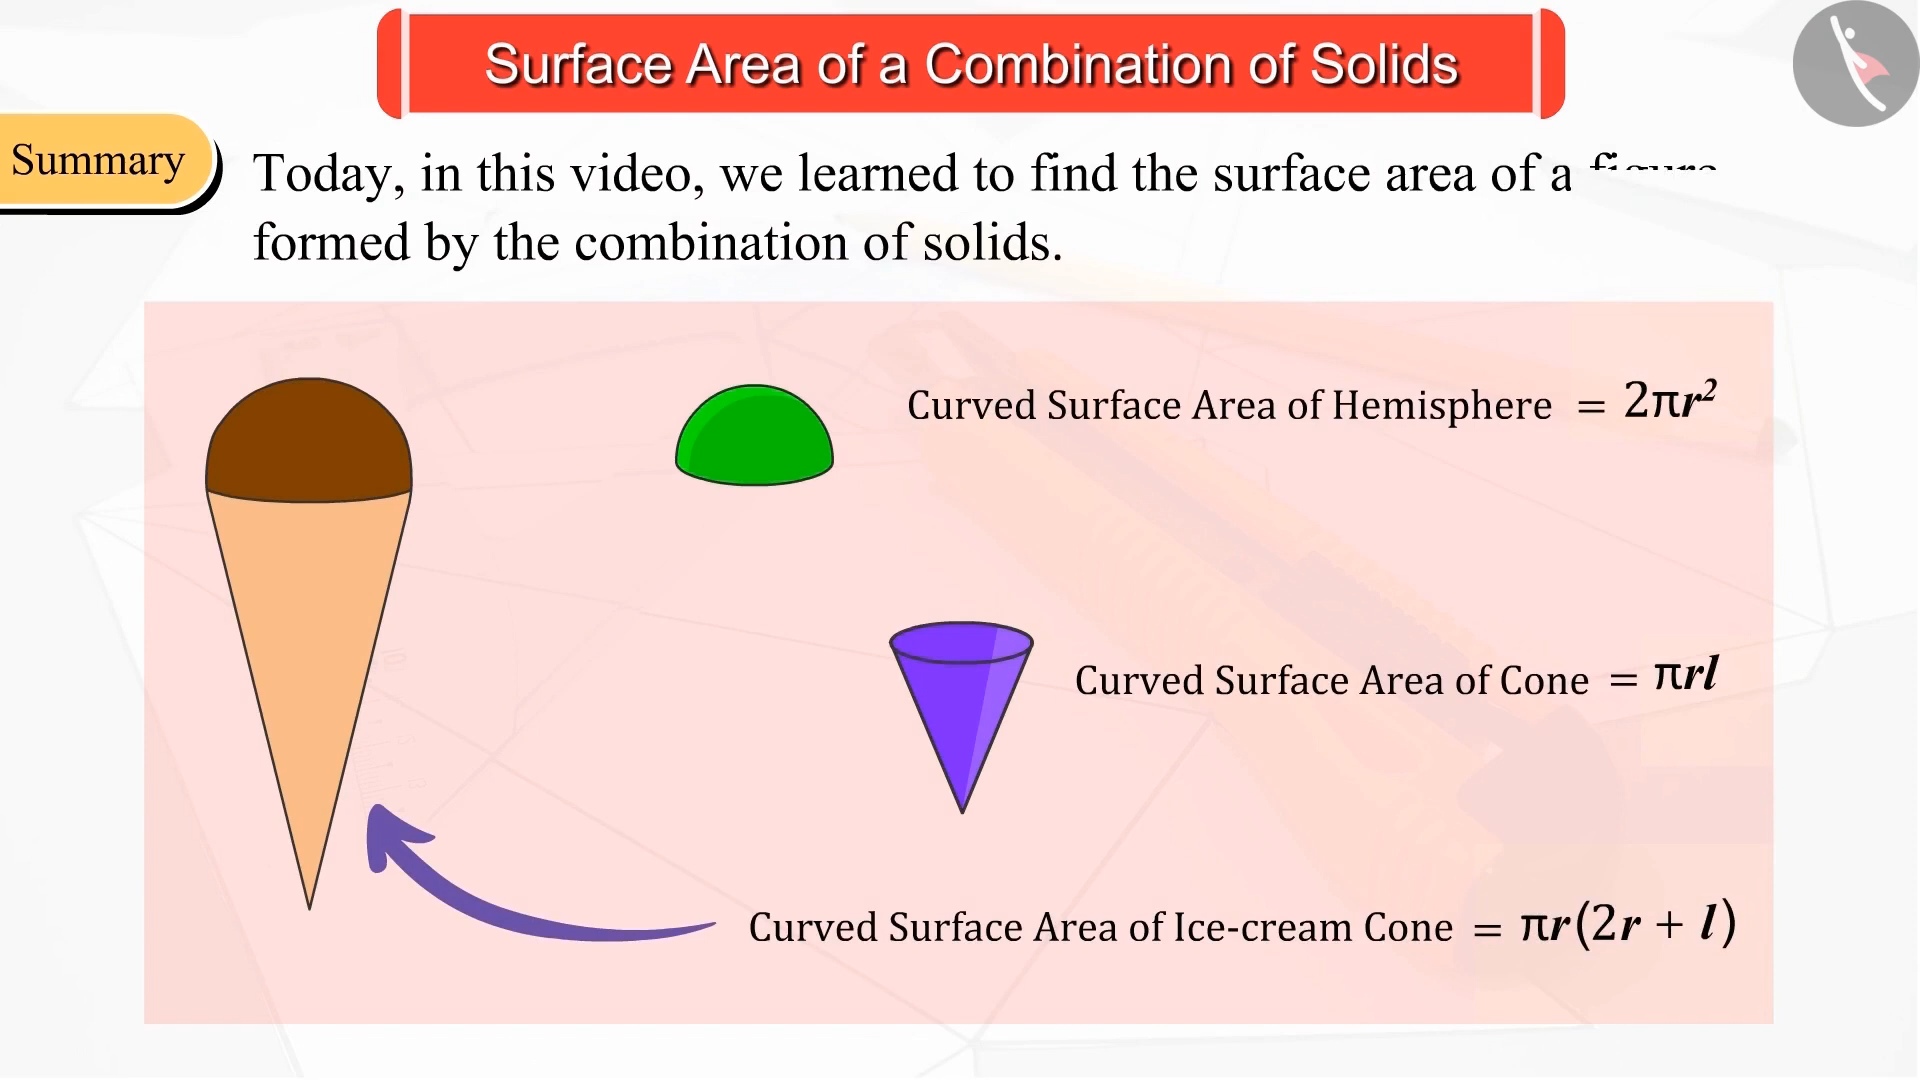 Surface Area of a Combination of Solids
Summary
Today, in this video, we learned to find the surface area of a figure
formed by the combination of solids.
Curved Surface Area of Hemisphere = 2πr²
Curved Surface Area of Cone = πrl
Curved Surface Area of Ice-cream Cone = πr(2r + l)